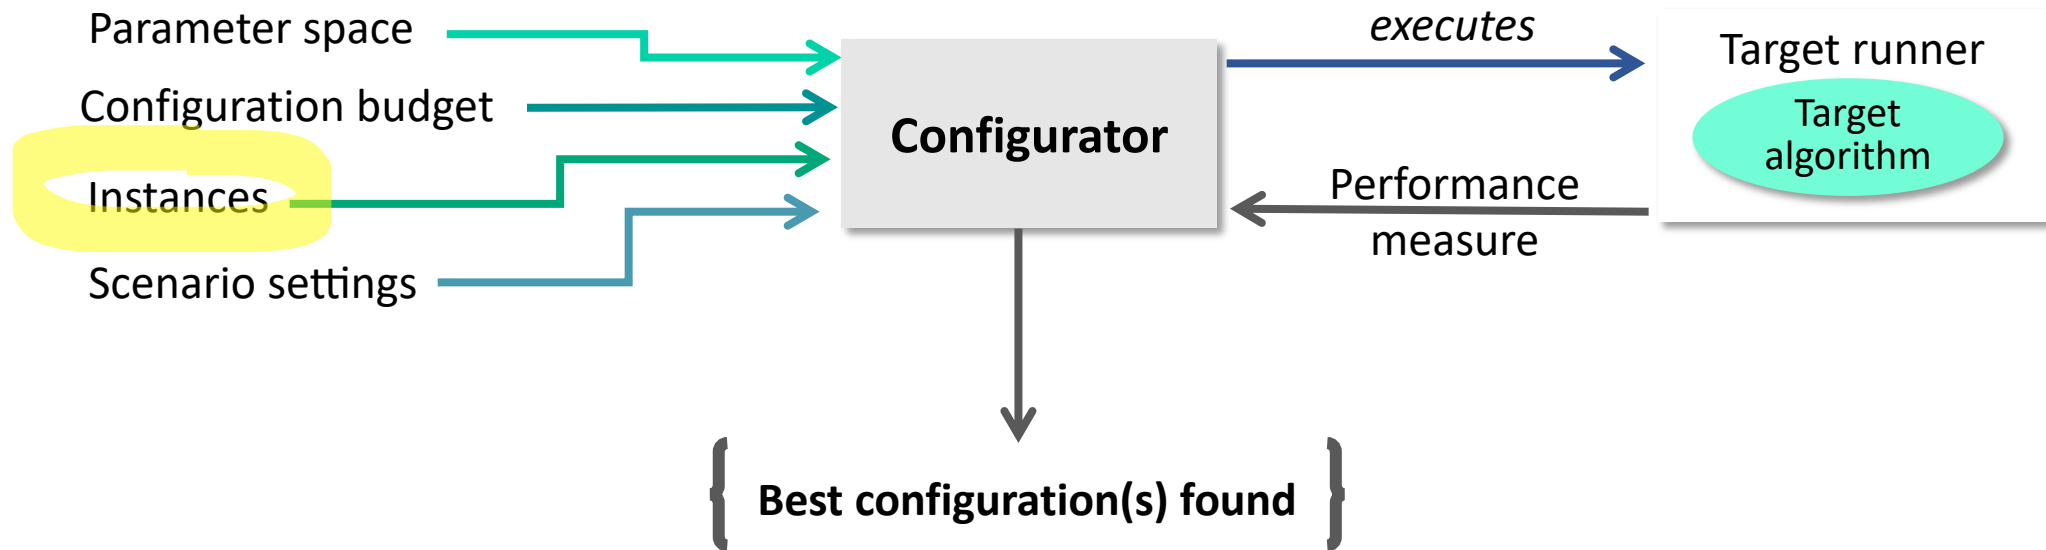 Parameter space
Configuration budget
Instances
Scenario settings
Configurator
executes
Performance
measure
Target runner
Target
algorithm
Best configuration(s) found